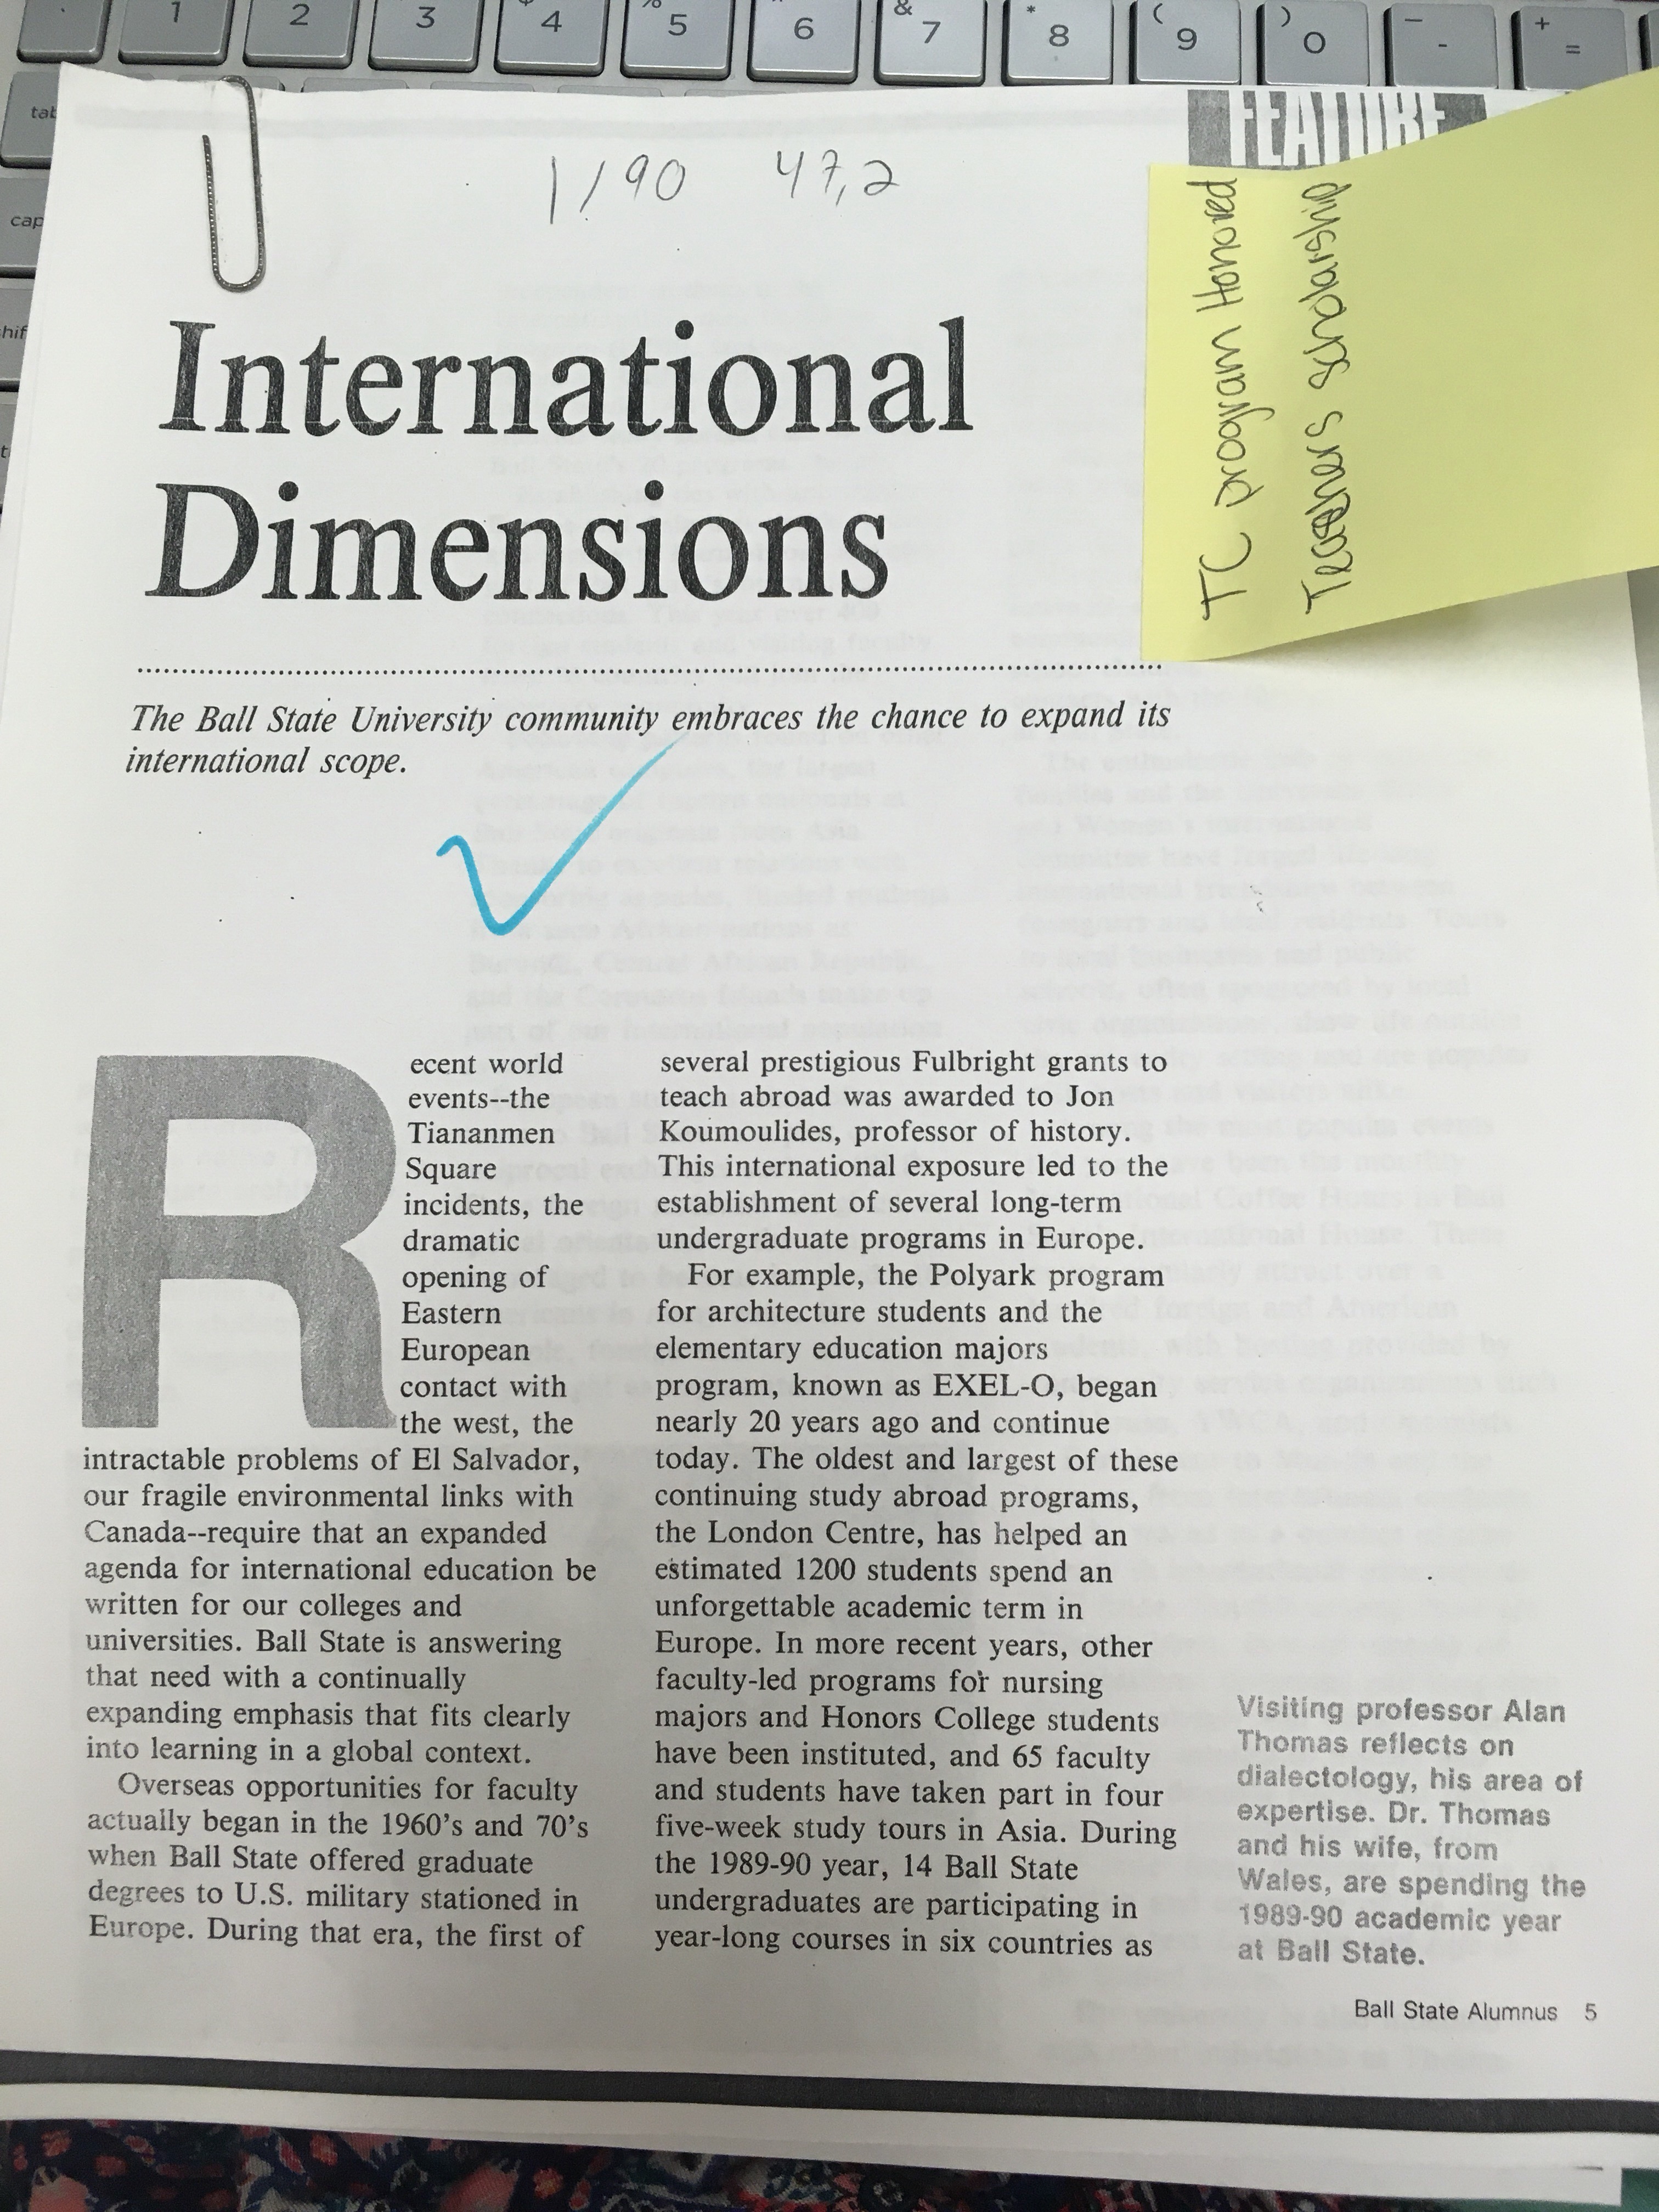 1 2 3 4 5 6 & 7 * 8 ( 9 ) 0 - + =
tab
FEATURE
1/90 47,2
TC program Honored
Teachers scholarship
International
Dimensions
The Ball State University community embraces the chance to expand its
international scope.
Recent world
events--the
Tiananmen
Square
incidents, the
dramatic
opening of
Eastern
European
contact with
the west, the
intractable problems of El Salvador,
our fragile environmental links with
Canada--require that an expanded
agenda for international education be
written for our colleges and
universities. Ball State is answering
that need with a continually
expanding emphasis that fits clearly
into learning in a global context.
Overseas opportunities for faculty
actually began in the 1960's and 70's
when Ball State offered graduate
degrees to U.S. military stationed in
Europe. During that era, the first of
several prestigious Fulbright grants to
teach abroad was awarded to Jon
Koumoulides, professor of history.
This international exposure led to the
establishment of several long-term
undergraduate programs in Europe.
For example, the Polyark program
for architecture students and the
elementary education majors
program, known as EXEL-O, began
nearly 20 years ago and continue
today. The oldest and largest of these
continuing study abroad programs,
the London Centre, has helped an
estimated 1200 students spend an
unforgettable academic term in
Europe. In more recent years, other
faculty-led programs for nursing
majors and Honors College students
have been instituted, and 65 faculty
and students have taken part in four
five-week study tours in Asia. During
the 1989-90 year, 14 Ball State
undergraduates are participating in
year-long courses in six countries as
Visiting professor Alan
Thomas reflects on
dialectology, his area of
expertise. Dr. Thomas
and his wife, from
Wales, are spending the
1989-90 academic year
at Ball State.
Ball State Alumnus 5